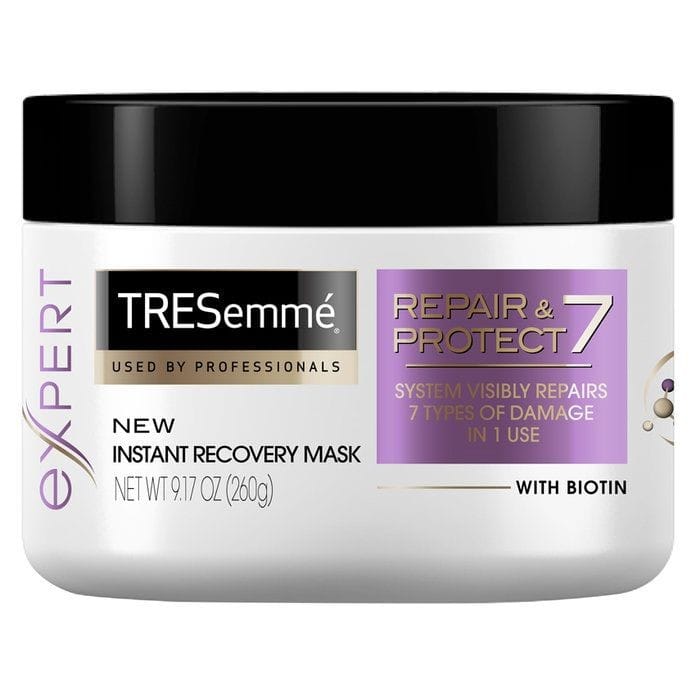 EXPERT
TRESemmé®
USED BY PROFESSIONALS
NEW
INSTANT RECOVERY MASK
NET WT 9.17 OZ (260g)
REPAIR & PROTECT 7
SYSTEM VISIBLY REPAIRS
7 TYPES OF DAMAGE
IN 1 USE
WITH BIOTIN